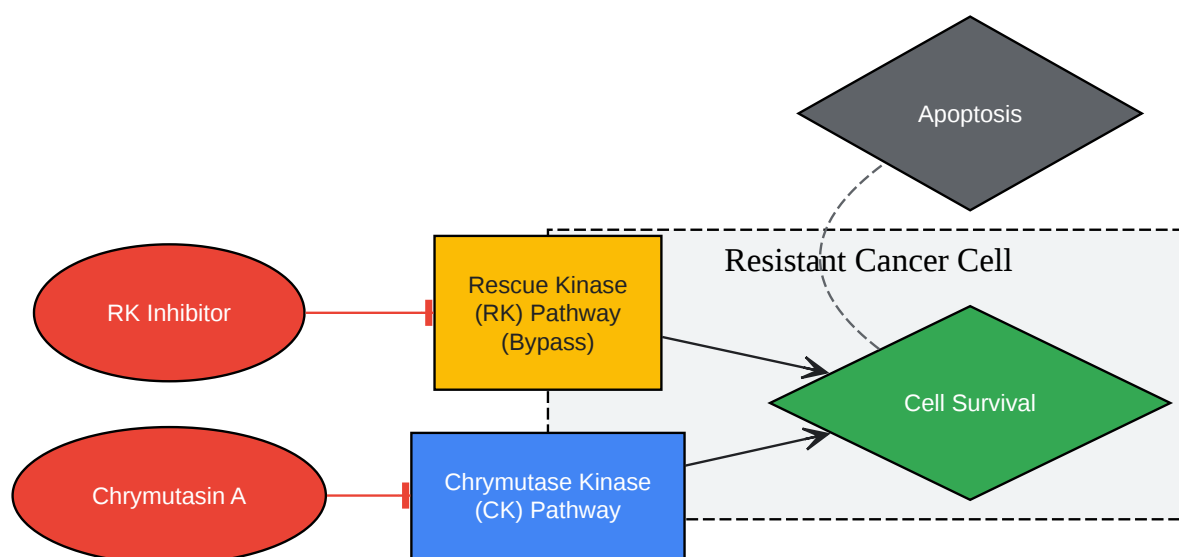 Apoptosis
Resistant Cancer Cell
RK Inhibitor
Rescue Kinase
(RK) Pathway
(Bypass)
Cell Survival
Chrymutasin A
Chrymutase Kinase
(CK) Pathway